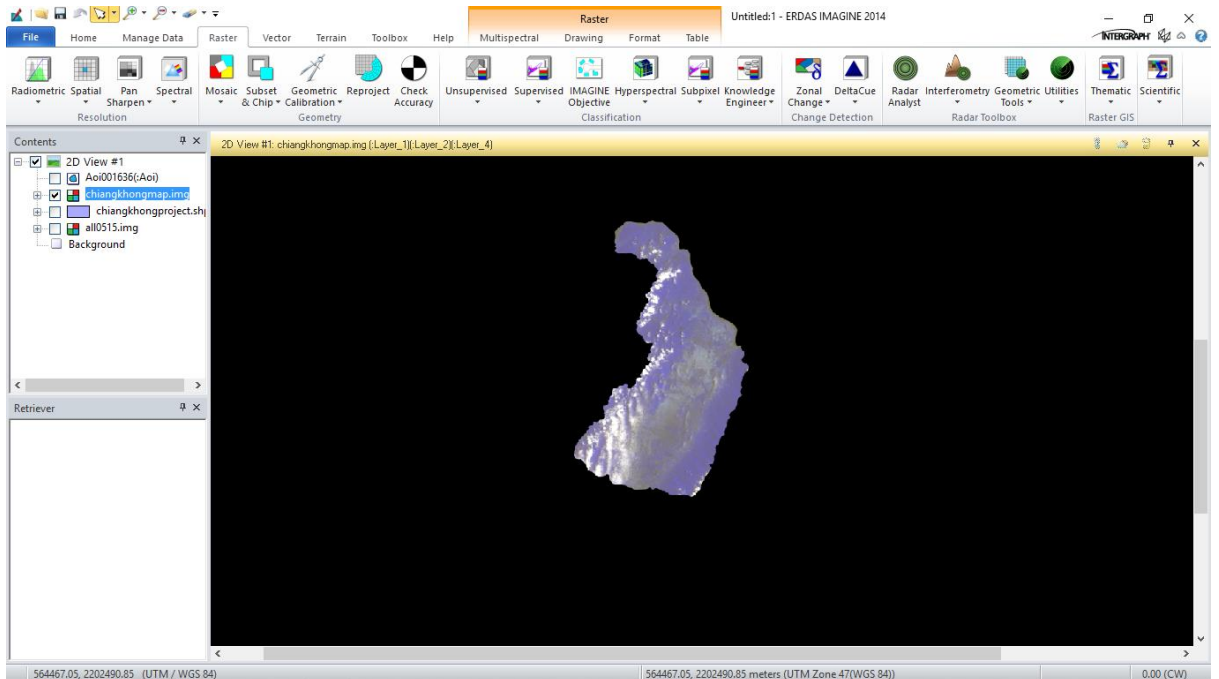 Raster
Untitled:1 - ERDAS IMAGINE 2014
File Home Manage Data Raster Vector Terrain Toolbox Help Multispectral Drawing Format Table
INTERGRAPH
Radiometric Spatial Pan Sharpen Spectral
Mosaic Subset & Chip Geometric Calibration Reproject Check Accuracy
Unsupervised Supervised IMAGINE Objective Hyperspectral Subpixel Knowledge Engineer
Zonal Change DeltaCue
Radar Analyst Interferometry Geometric Tools Utilities
Thematic Scientific
Resolution Geometry Classification Change Detection Radar Toolbox Raster GIS
Contents
2D View #1: chiangkhongmap.img (:Layer_1)(:Layer_2)(:Layer_4)
2D View #1
Aoi001636(:Aoi)
chiangkhongmap.img
chiangkhongproject.shp
all0515.img
Background
Retriever
564467.05, 2202490.85 (UTM / WGS 84)
564467.05, 2202490.85 meters (UTM Zone 47(WGS 84))
0.00 (CW)